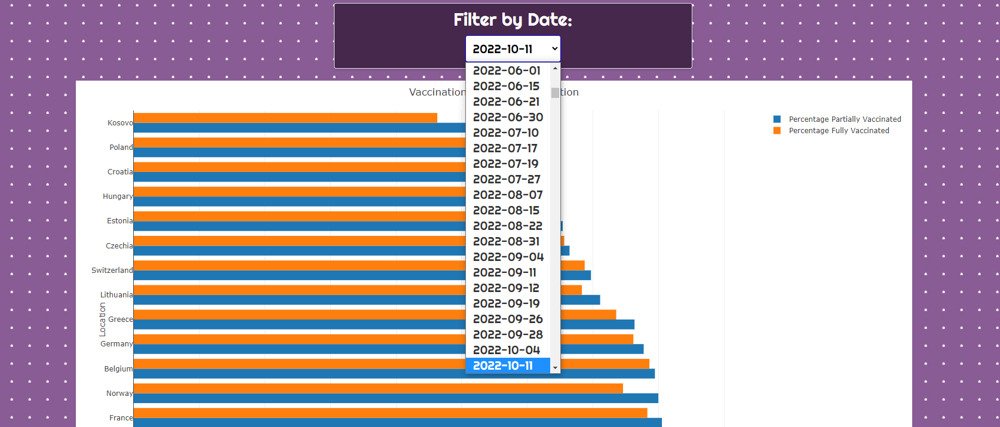 Filter by Date:
2022-10-11
2022-06-01
2022-06-15
2022-06-21
2022-06-30
2022-07-10
2022-07-17
2022-07-19
2022-07-27
2022-08-07
2022-08-15
2022-08-22
2022-08-31
2022-09-04
2022-09-11
2022-09-12
2022-09-19
2022-09-26
2022-09-28
2022-10-04
2022-10-11
Vaccination
tion
Percentage Partially Vaccinated
Percentage Fully Vaccinated
Location
Kosovo
Poland
Croatia
Hungary
Estonia
Czechia
Switzerland
Lithuania
Greece
Germany
Belgium
Norway
France